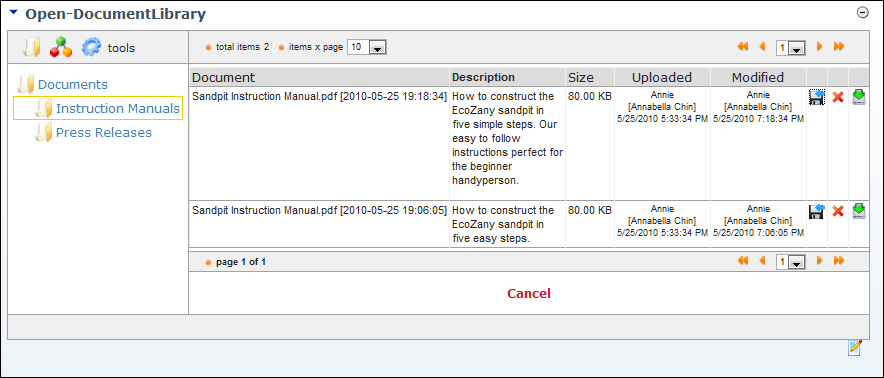 Open-DocumentLibrary
tools
total items 2 items x page 10
1
Documents
Instruction Manuals
Press Releases
Document Description Size Uploaded Modified
Sandpit Instruction Manual.pdf [2010-05-25 19:18:34]
How to construct the
EcoZany sandpit in
five simple steps. Our
easy to follow
instructions perfect for
the beginner
handyperson.
80.00 KB
Annie
[Annabella Chin]
5/25/2010 5:33:34 PM
Annie
[Annabella Chin]
5/25/2010 7:18:34 PM
Sandpit Instruction Manual.pdf [2010-05-25 19:06:05]
How to construct the
EcoZany sandpit in
five easy steps.
80.00 KB
Annie
[Annabella Chin]
5/25/2010 5:33:34 PM
Annie
[Annabella Chin]
5/25/2010 7:06:05 PM
page 1 of 1
1
Cancel